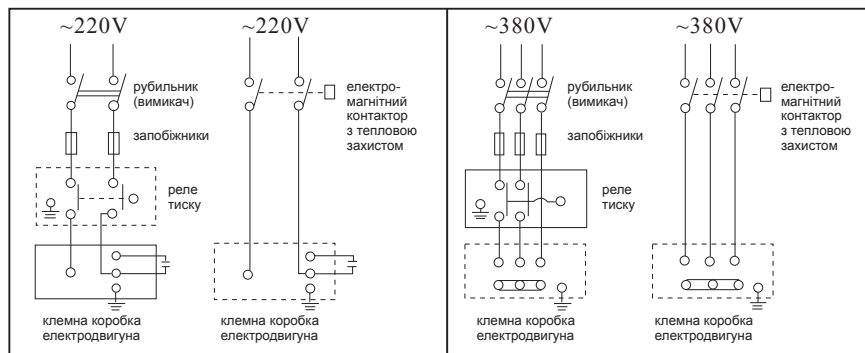 ~220V
~220V
рубильник
(вимикач)
запобіжники
реле
тиску
електро-
магнітний
контактор
з тепловою
захистом
клемна коробка
електродвигуна
клемна коробка
електродвигуна
~380V
~380V
рубильник
(вимикач)
запобіжники
реле
тиску
електро-
магнітний
контактор
з тепловою
захистом
клемна коробка
електродвигуна
клемна коробка
електродвигуна